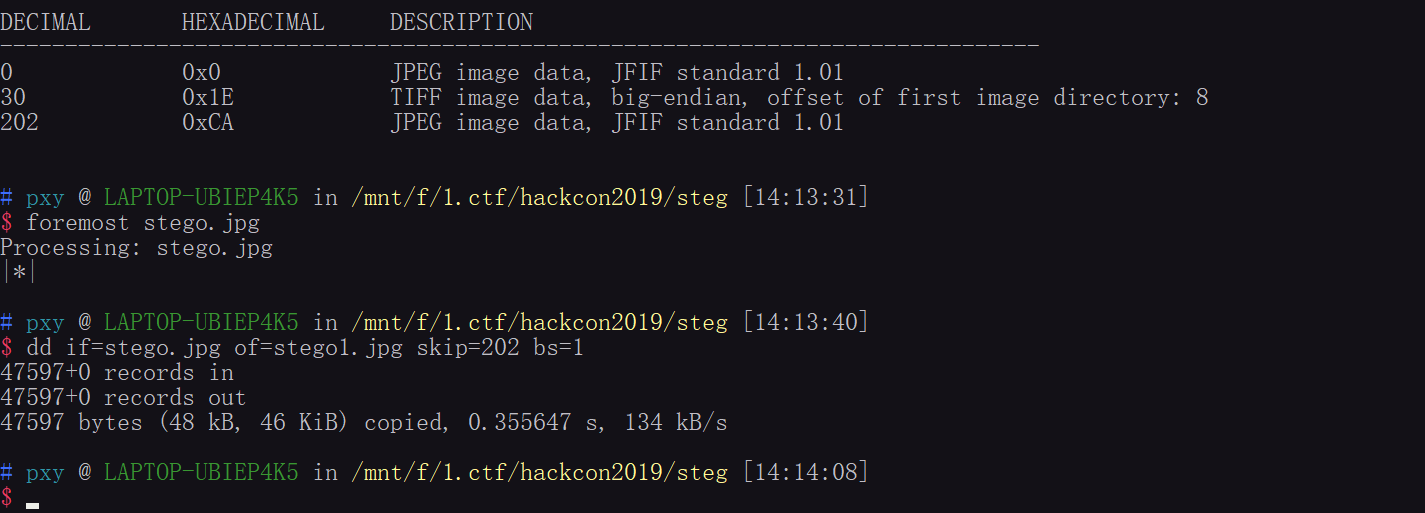 DECIMAL       HEXADECIMAL     DESCRIPTION
--------------------------------------------------------------------------------
0             0x0             JPEG image data, JFIF standard 1.01
30            0x1E            TIFF image data, big-endian, offset of first image directory: 8
202           0xCA            JPEG image data, JFIF standard 1.01
# pxy @ LAPTOP-UBIEP4K5 in /mnt/f/1.ctf/hackcon2019/steg [14:13:31]
$ foremost stego.jpg
Processing: stego.jpg
|*|
# pxy @ LAPTOP-UBIEP4K5 in /mnt/f/1.ctf/hackcon2019/steg [14:13:40]
$ dd if=stego.jpg of=stego1.jpg skip=202 bs=1
47597+0 records in
47597+0 records out
47597 bytes (48 kB, 46 KiB) copied, 0.355647 s, 134 kB/s
# pxy @ LAPTOP-UBIEP4K5 in /mnt/f/1.ctf/hackcon2019/steg [14:14:08]
$